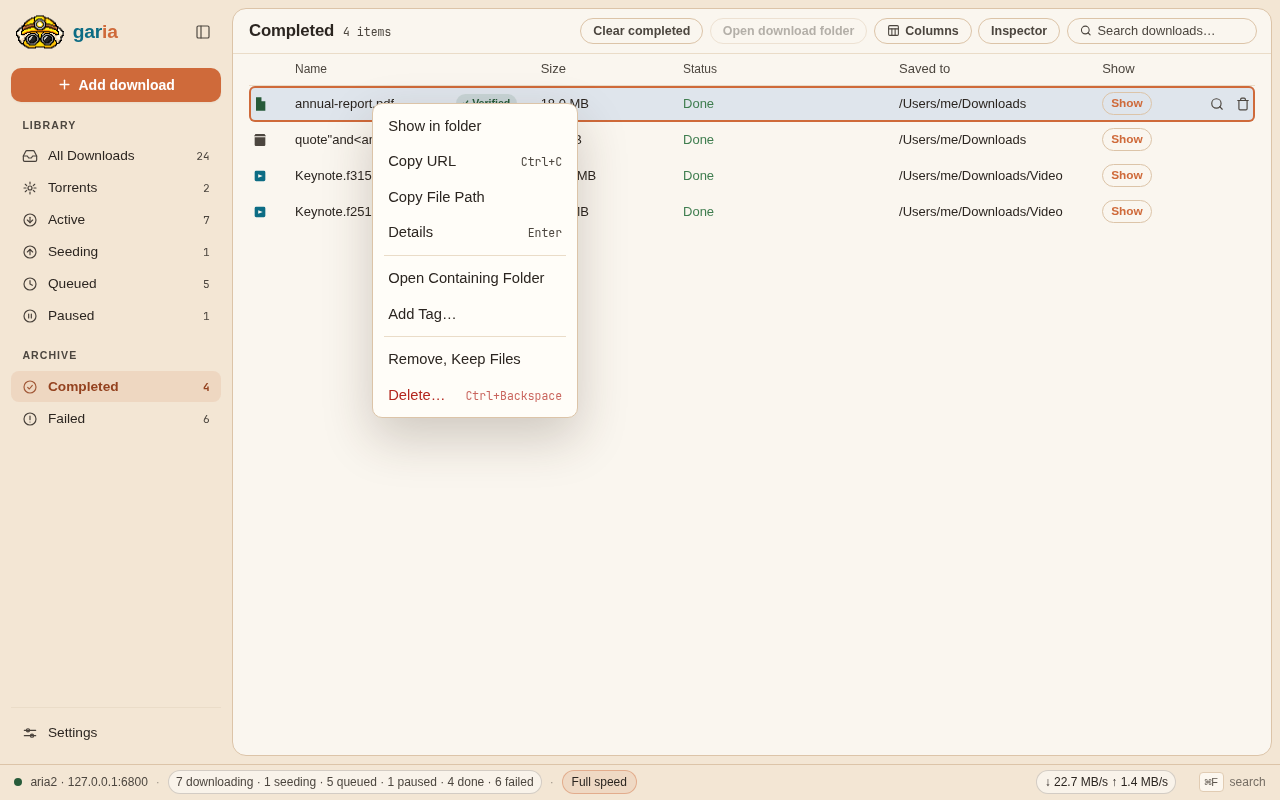 garia
Completed 4 items
Clear completed
Open download folder
Columns
Inspector
Search downloads…
Add download
LIBRARY
All Downloads 24
Torrents 2
Active 7
Seeding 1
Queued 5
Paused 1
ARCHIVE
Completed 4
Failed 6
Settings
Name Size Status Saved to Show
annual-report.pdf Verified 18.0 MB Done /Users/me/Downloads Show
quote"and<a Done /Users/me/Downloads Show
Keynote.f315 MB Done /Users/me/Downloads/Video Show
Keynote.f251 Done /Users/me/Downloads/Video Show
Show in folder
Copy URL Ctrl+C
Copy File Path
Details Enter
Open Containing Folder
Add Tag…
Remove, Keep Files
Delete… Ctrl+Backspace
aria2 · 127.0.0.1:6800 · 7 downloading · 1 seeding · 5 queued · 1 paused · 4 done · 6 failed · Full speed
↓ 22.7 MB/s ↑ 1.4 MB/s
⌘F search